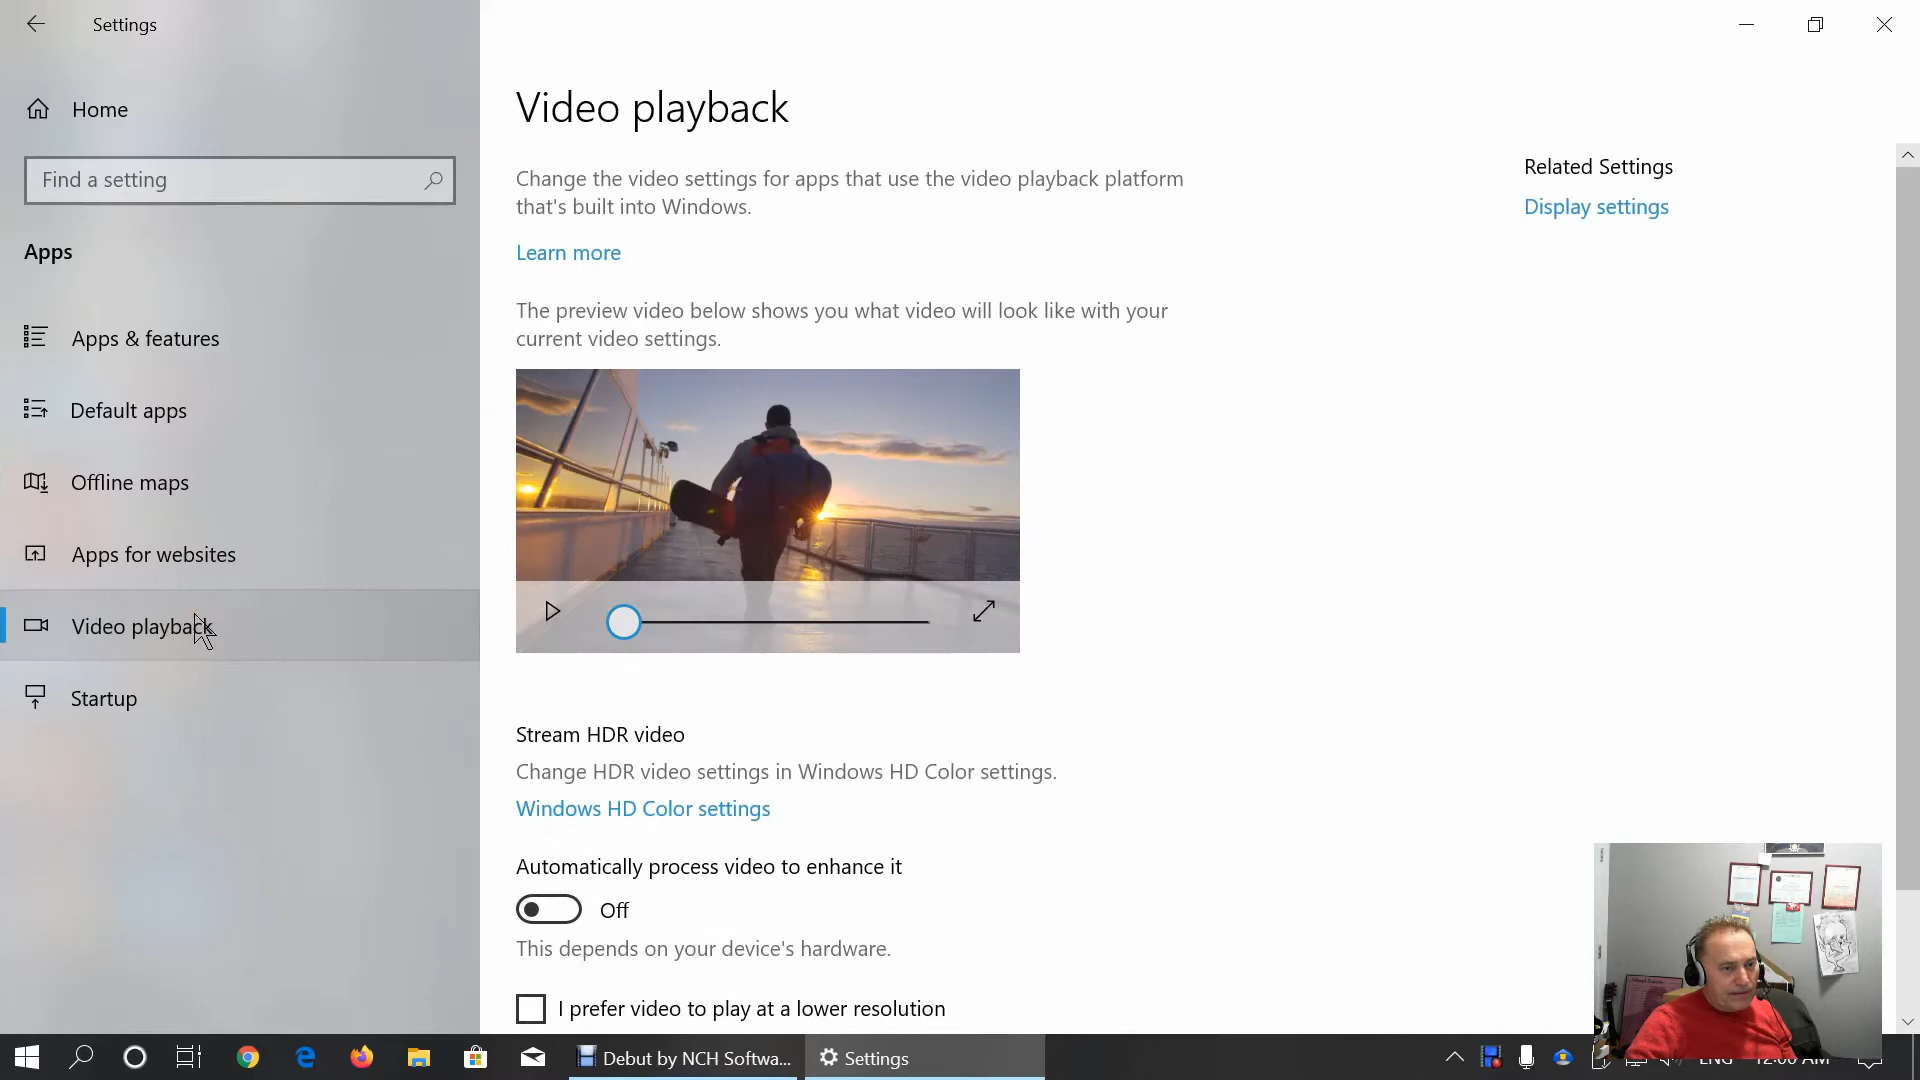 Settings
Home
Find a setting
Apps
Apps & features
Default apps
Offline maps
Apps for websites
Video playback
Startup
Video playback
Change the video settings for apps that use the video playback platform
that's built into Windows.
Learn more
The preview video below shows you what video will look like with your
current video settings.
Stream HDR video
Change HDR video settings in Windows HD Color settings.
Windows HD Color settings
Automatically process video to enhance it
Off
This depends on your device's hardware.
I prefer video to play at a lower resolution
Related Settings
Display settings
Debut by NCH Softwa...
Settings